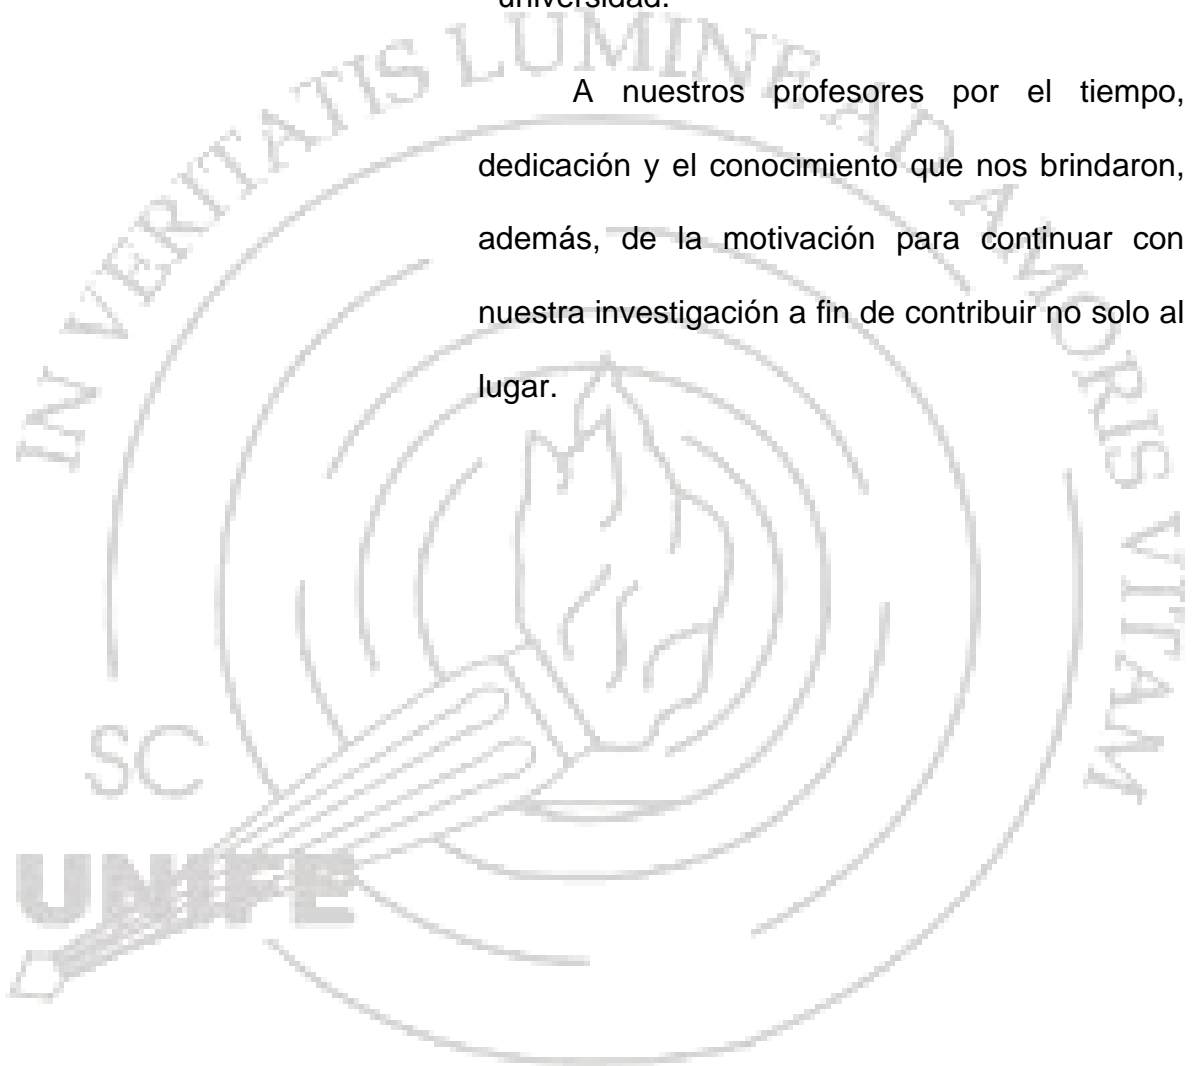 universidad.
IN VERITATIS LUMINE AD AMORIS VITAM
A nuestros profesores por el tiempo,
dedicación y el conocimiento que nos brindaron,
además, de la motivación para continuar con
nuestra investigación a fin de contribuir no solo al
lugar.
SC
UNIFE